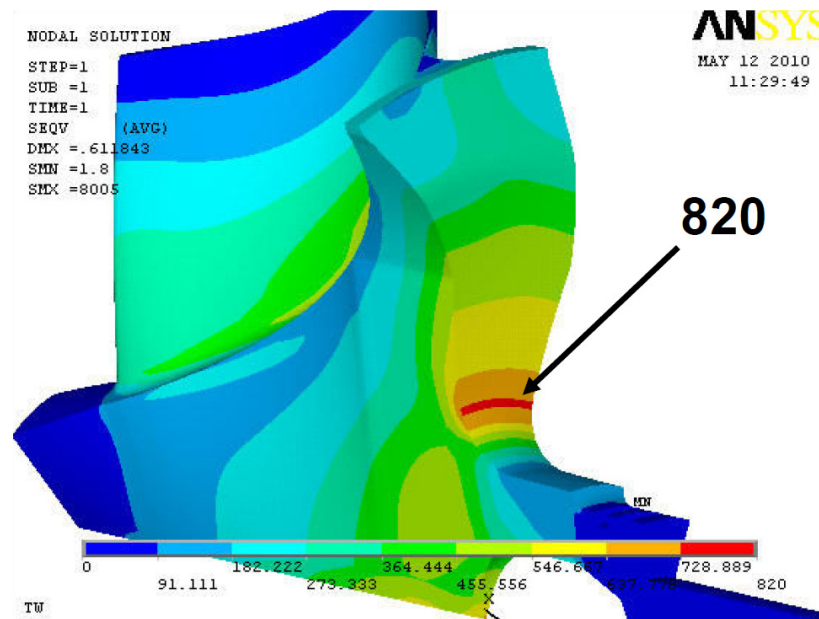 NODAL SOLUTION
STEP=1
SUB =1
TIME=1
SEQV (AVG)
DMX =.611843
SMN =1.8
SMX =8005
ANSYS
MAY 12 2010
11:29:49
820
MN
0 182.222 364.444 546.667 728.889
91.111 273.333 455.556 637.778 820
X
TW